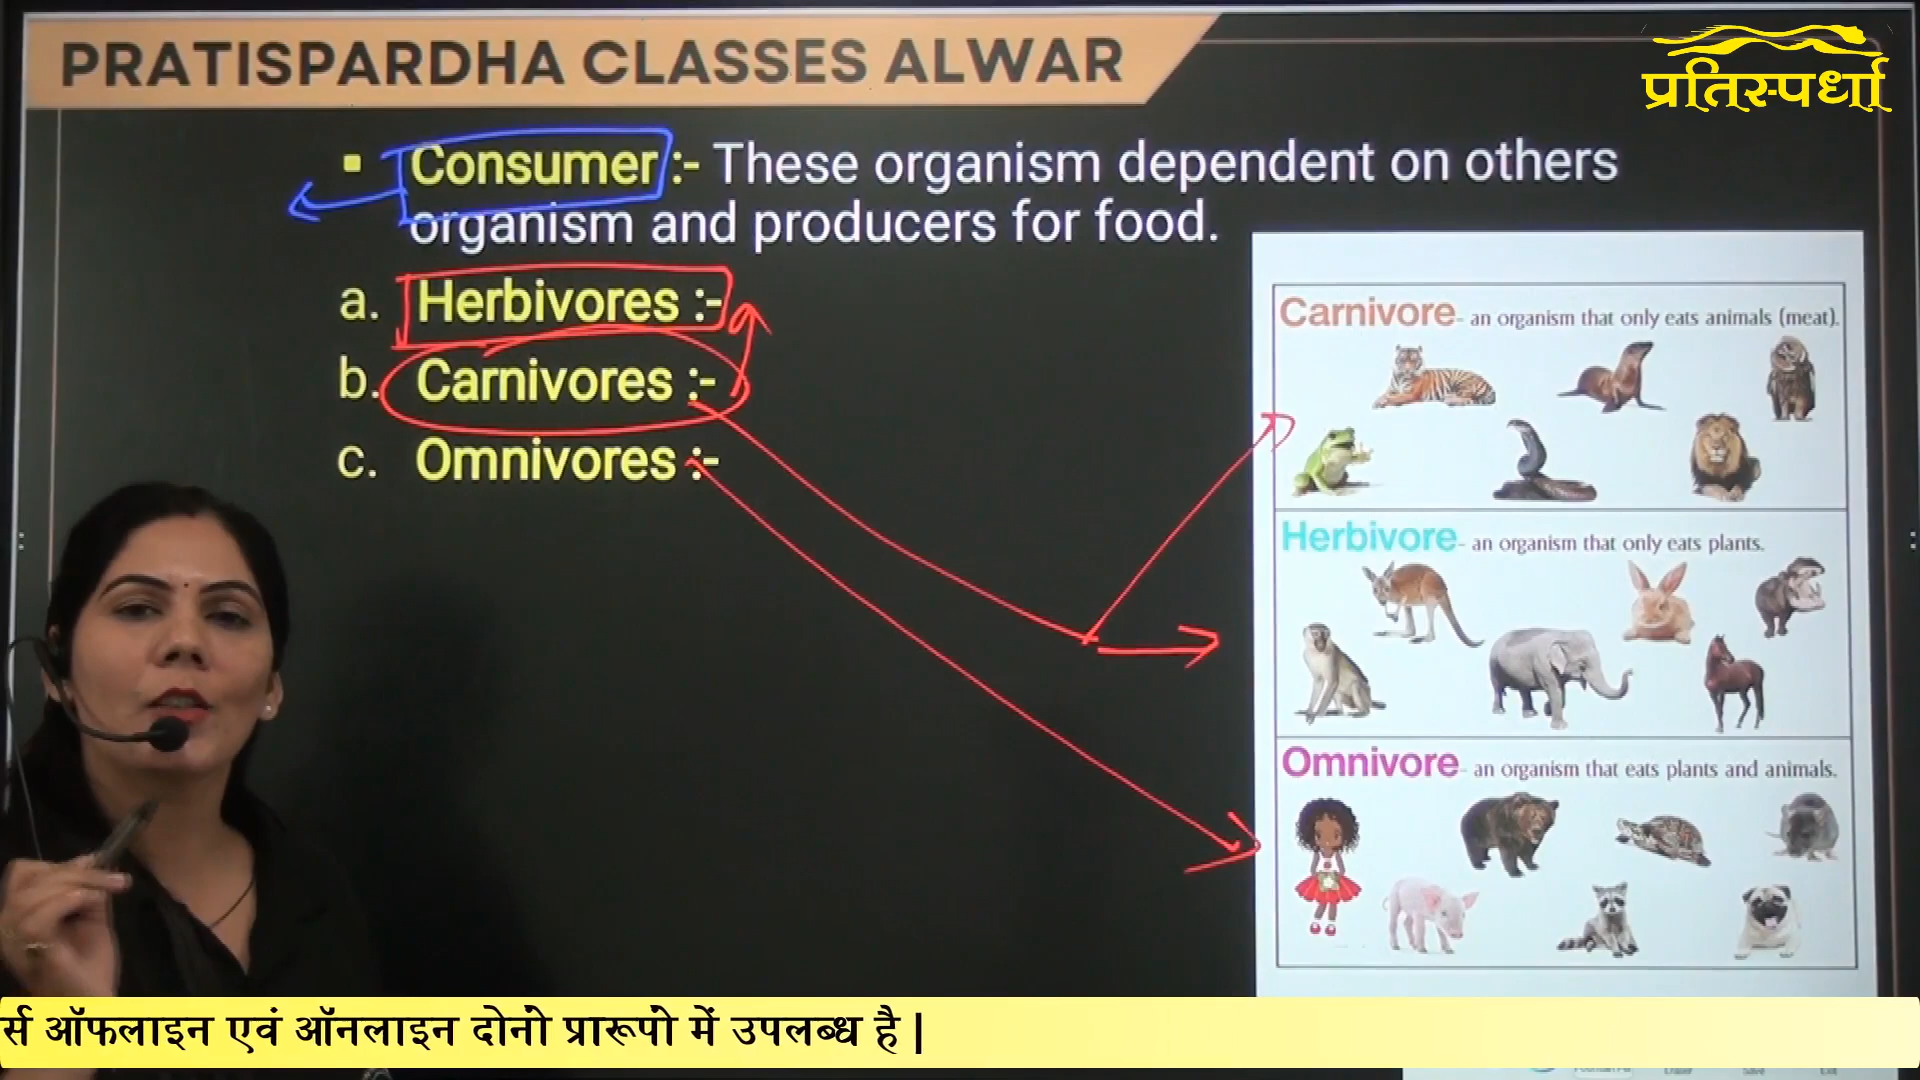 PRATISPARDHA CLASSES ALWAR
प्रतिस्पर्धा
▪ Consumer :- These organism dependent on others
organism and producers for food.
a. Herbivores :-
b. Carnivores :-
c. Omnivores :-
Carnivore- an organism that only eats animals (meat).
Herbivore- an organism that only eats plants.
Omnivore- an organism that eats plants and animals.
र्स ऑफलाइन एवं ऑनलाइन दोनो प्रारूपो में उपलब्ध है |